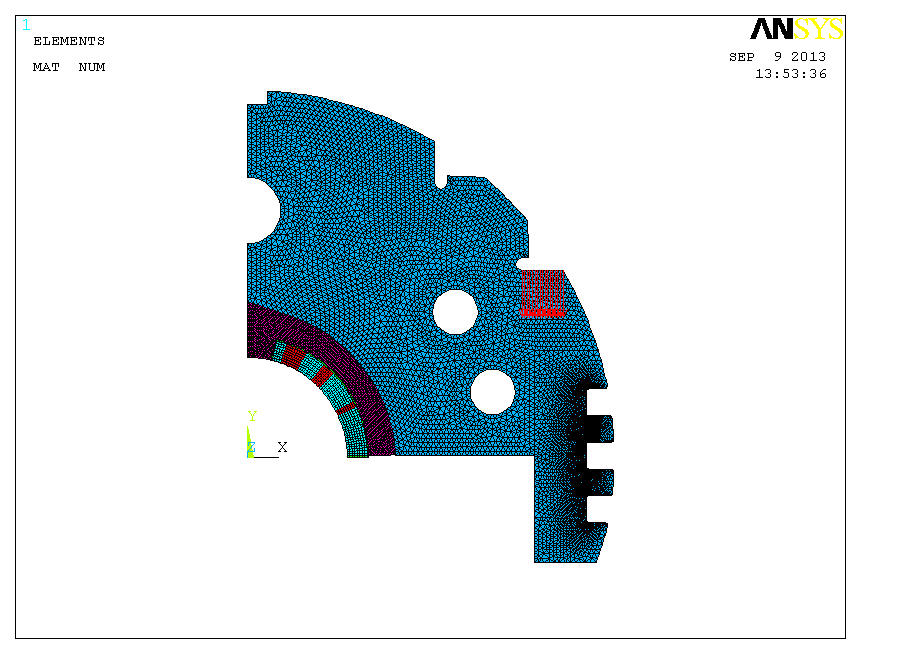 1
ELEMENTS
MAT NUM
ANSYS
SEP 9 2013
13:53:36
Y
Z X